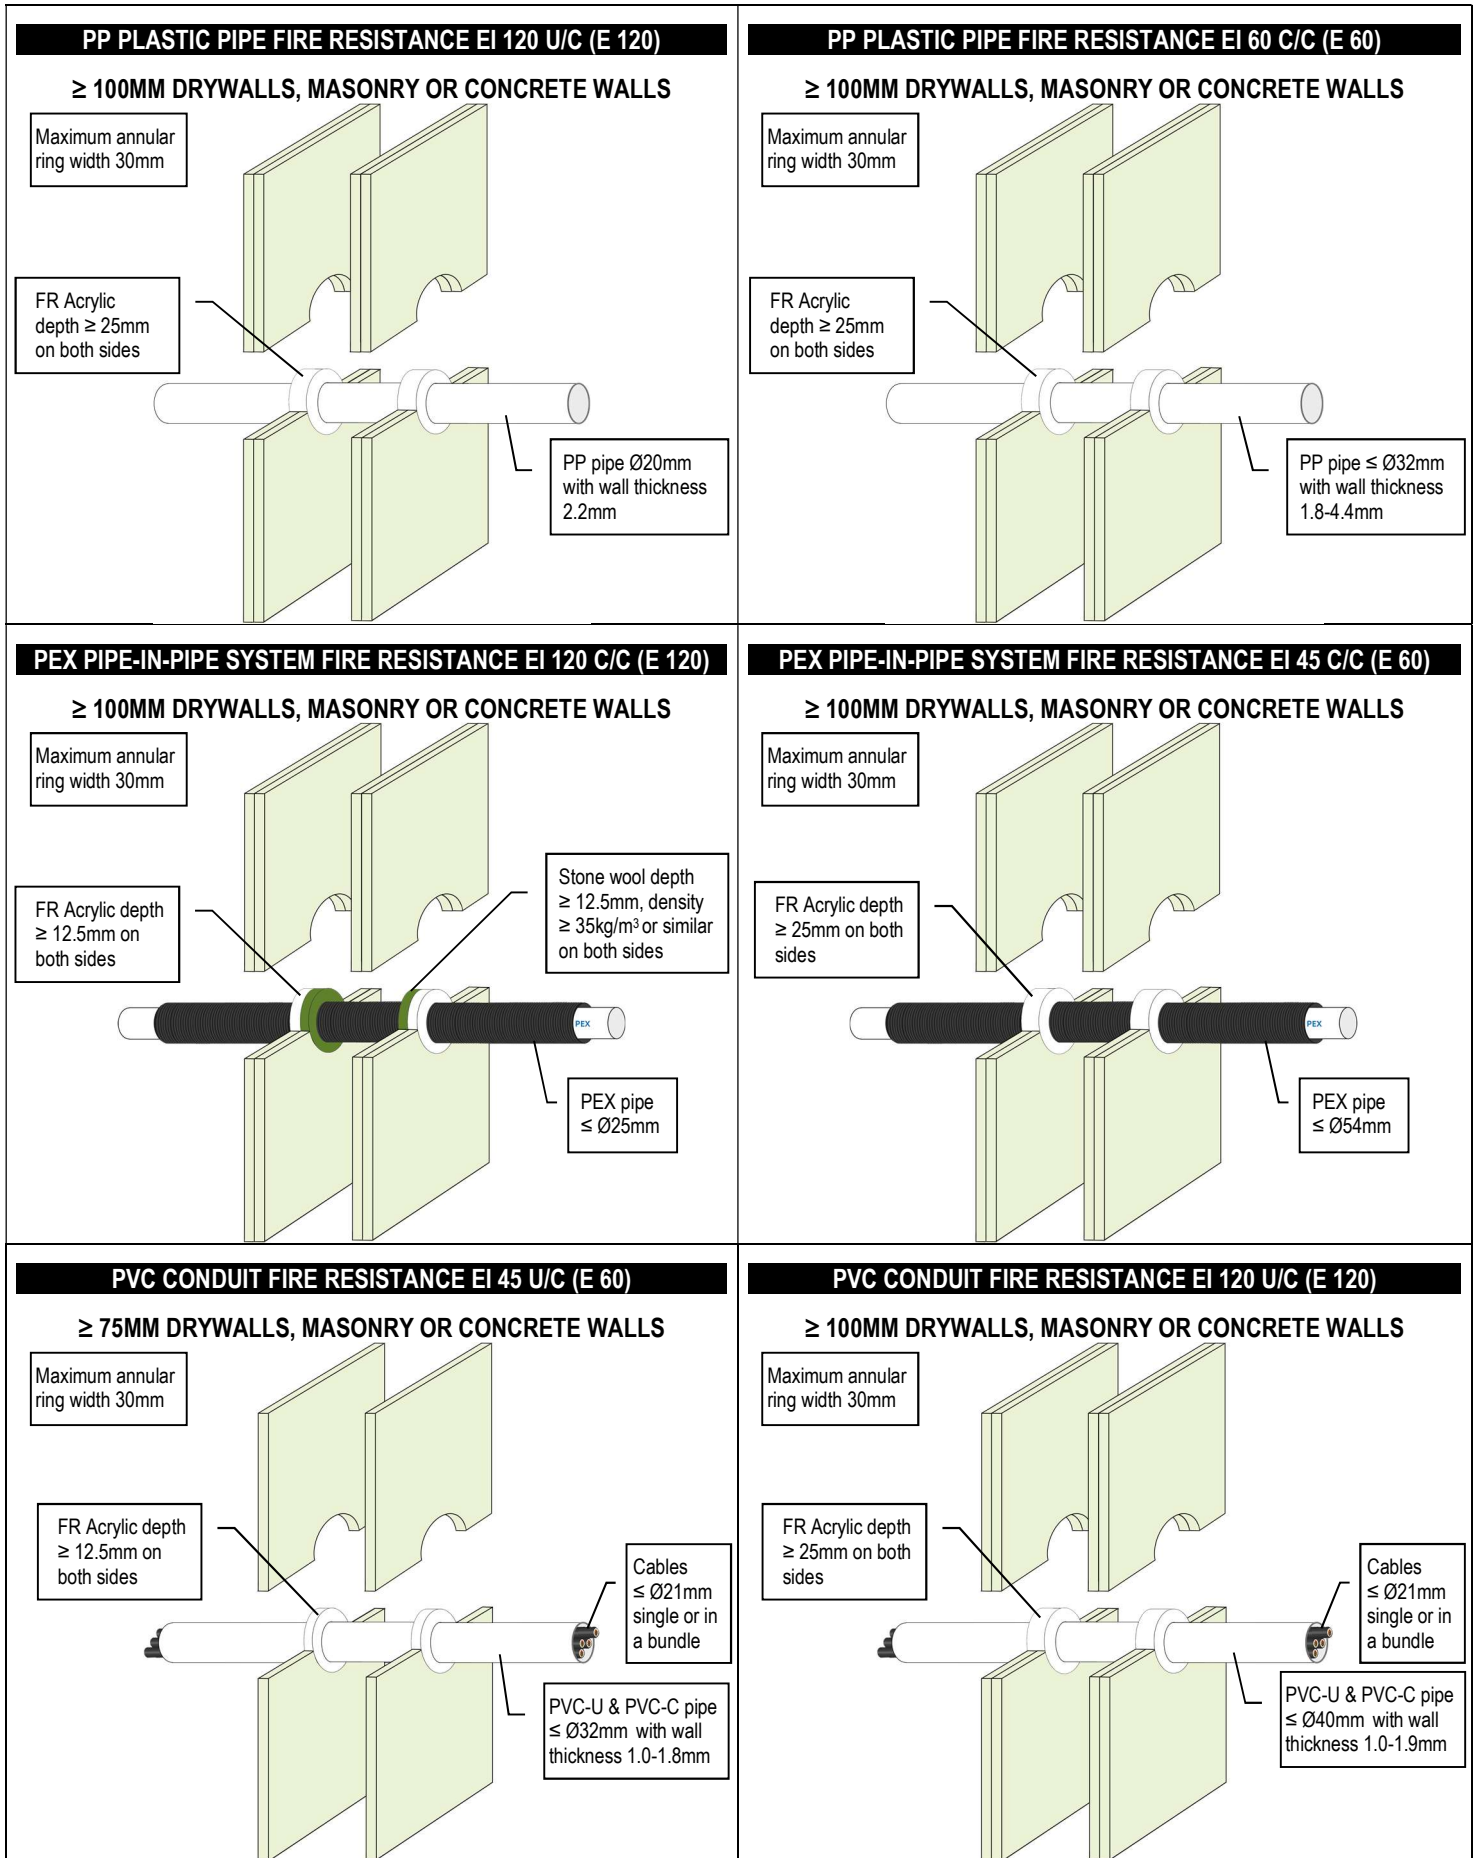 PP PLASTIC PIPE FIRE RESISTANCE EI 120 U/C (E 120)
≥ 100MM DRYWALLS, MASONRY OR CONCRETE WALLS
Maximum annular
ring width 30mm
FR Acrylic
depth ≥ 25mm
on both sides
PP pipe Ø20mm
with wall thickness
2.2mm
PP PLASTIC PIPE FIRE RESISTANCE EI 60 C/C (E 60)
≥ 100MM DRYWALLS, MASONRY OR CONCRETE WALLS
Maximum annular
ring width 30mm
FR Acrylic
depth ≥ 25mm
on both sides
PP pipe ≤ Ø32mm
with wall thickness
1.8-4.4mm
PEX PIPE-IN-PIPE SYSTEM FIRE RESISTANCE EI 120 C/C (E 120)
≥ 100MM DRYWALLS, MASONRY OR CONCRETE WALLS
Maximum annular
ring width 30mm
Stone wool depth
≥ 12.5mm, density
≥ 35kg/m³ or similar
on both sides
FR Acrylic depth
≥ 12.5mm on
both sides
PEX
PEX pipe
≤ Ø25mm
PEX PIPE-IN-PIPE SYSTEM FIRE RESISTANCE EI 45 C/C (E 60)
≥ 100MM DRYWALLS, MASONRY OR CONCRETE WALLS
Maximum annular
ring width 30mm
FR Acrylic depth
≥ 25mm on both
sides
PEX
PEX pipe
≤ Ø54mm
PVC CONDUIT FIRE RESISTANCE EI 45 U/C (E 60)
≥ 75MM DRYWALLS, MASONRY OR CONCRETE WALLS
Maximum annular
ring width 30mm
FR Acrylic depth
≥ 12.5mm on
both sides
Cables
≤ Ø21mm
single or in
a bundle
PVC-U & PVC-C pipe
≤ Ø32mm with wall
thickness 1.0-1.8mm
PVC CONDUIT FIRE RESISTANCE EI 120 U/C (E 120)
≥ 100MM DRYWALLS, MASONRY OR CONCRETE WALLS
Maximum annular
ring width 30mm
FR Acrylic depth
≥ 25mm on both
sides
Cables
≤ Ø21mm
single or in
a bundle
PVC-U & PVC-C pipe
≤ Ø40mm with wall
thickness 1.0-1.9mm